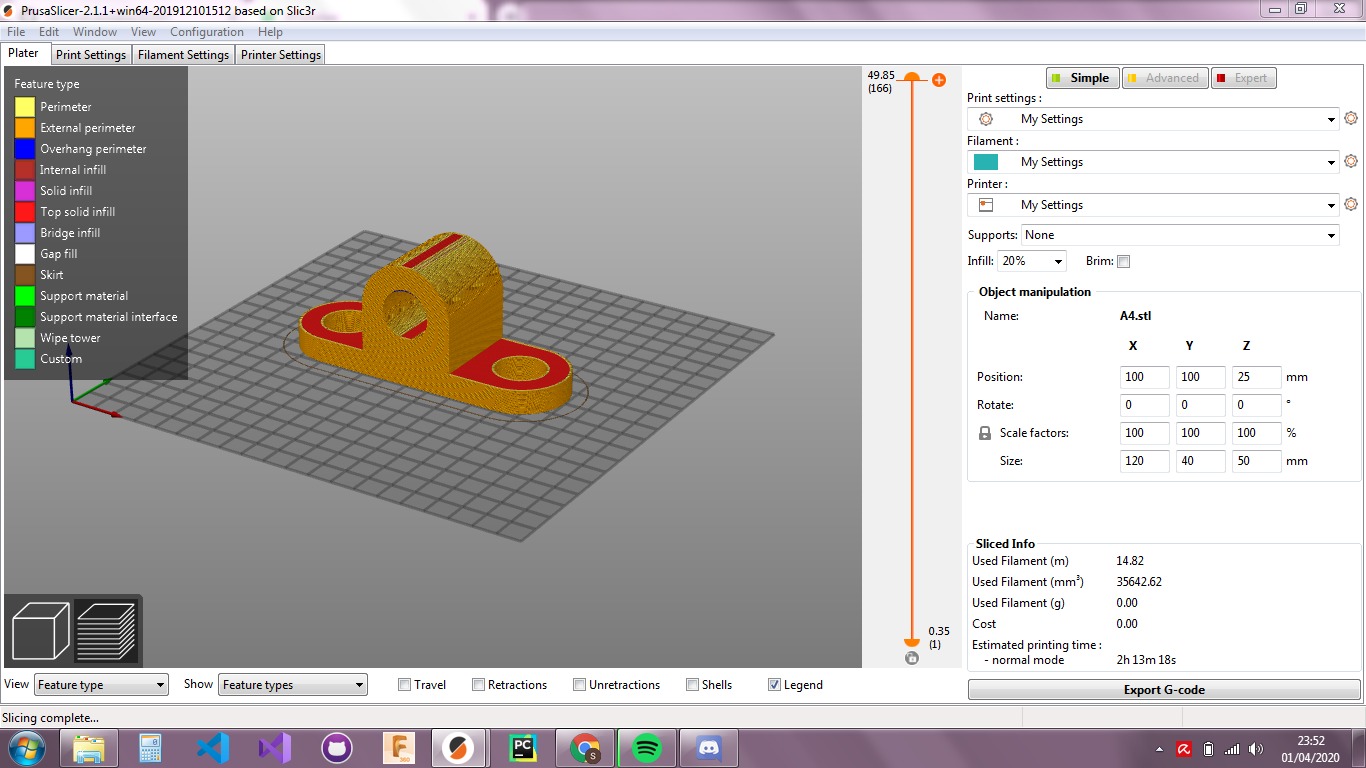 PrusaSlicer-2.1.1+win64-201912101512 based on Slic3r
File Edit Window View Configuration Help
Plater Print Settings Filament Settings Printer Settings
Feature type
Perimeter
External perimeter
Overhang perimeter
Internal infill
Solid infill
Top solid infill
Bridge infill
Gap fill
Skirt
Support material
Support material interface
Wipe tower
Custom
49.85
(166)
0.35
(1)
Simple Advanced Expert
Print settings :
My Settings
Filament :
My Settings
Printer :
My Settings
Supports: None
Infill: 20% Brim:
Object manipulation
Name: A4.stl
X Y Z
Position: 100 100 25 mm
Rotate: 0 0 0 °
Scale factors: 100 100 100 %
Size: 120 40 50 mm
Sliced Info
Used Filament (m) 14.82
Used Filament (mm³) 35642.62
Used Filament (g) 0.00
Cost 0.00
Estimated printing time :
- normal mode 2h 13m 18s
View Feature type Show Feature types Travel Retractions Unretractions Shells Legend
Export G-code
Slicing complete...
F
360
PC
S
23:52
01/04/2020